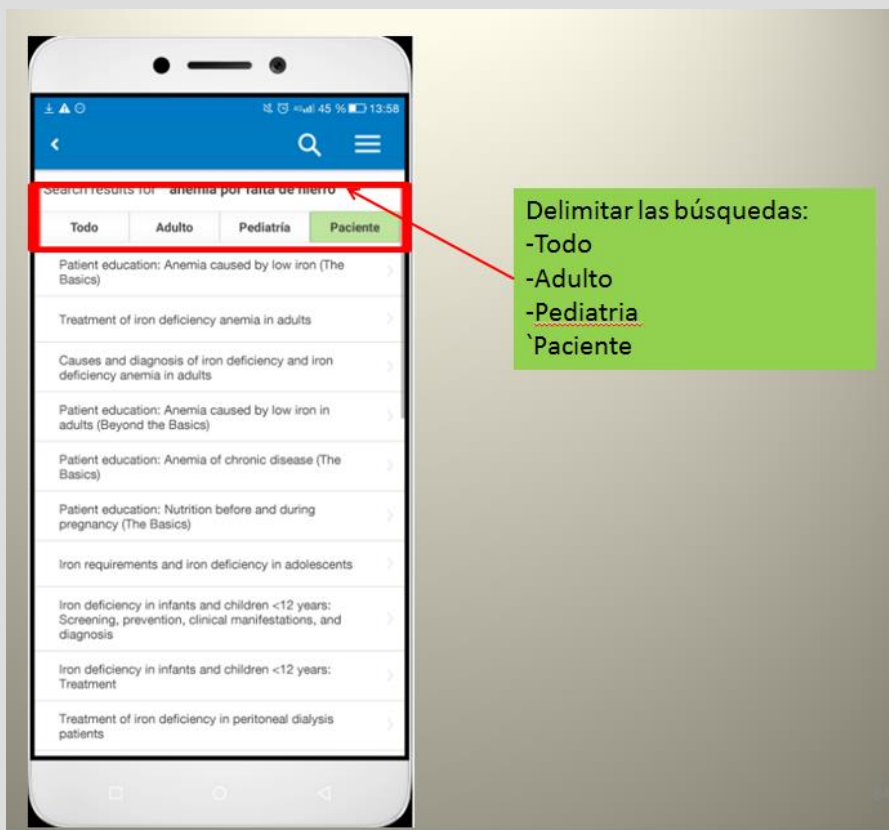 45 % 13:58
Search results for "anemia por falta de hierro"
Todo Adulto Pediatría Paciente
Patient education: Anemia caused by low iron (The
Basics)
Treatment of iron deficiency anemia in adults
Causes and diagnosis of iron deficiency and iron
deficiency anemia in adults
Patient education: Anemia caused by low iron in
adults (Beyond the Basics)
Patient education: Anemia of chronic disease (The
Basics)
Patient education: Nutrition before and during
pregnancy (The Basics)
Iron requirements and iron deficiency in adolescents
Iron deficiency in infants and children <12 years:
Screening, prevention, clinical manifestations, and
diagnosis
Iron deficiency in infants and children <12 years:
Treatment
Treatment of iron deficiency in peritoneal dialysis
patients
Delimitar las búsquedas:
-Todo
-Adulto
-Pediatria
`Paciente